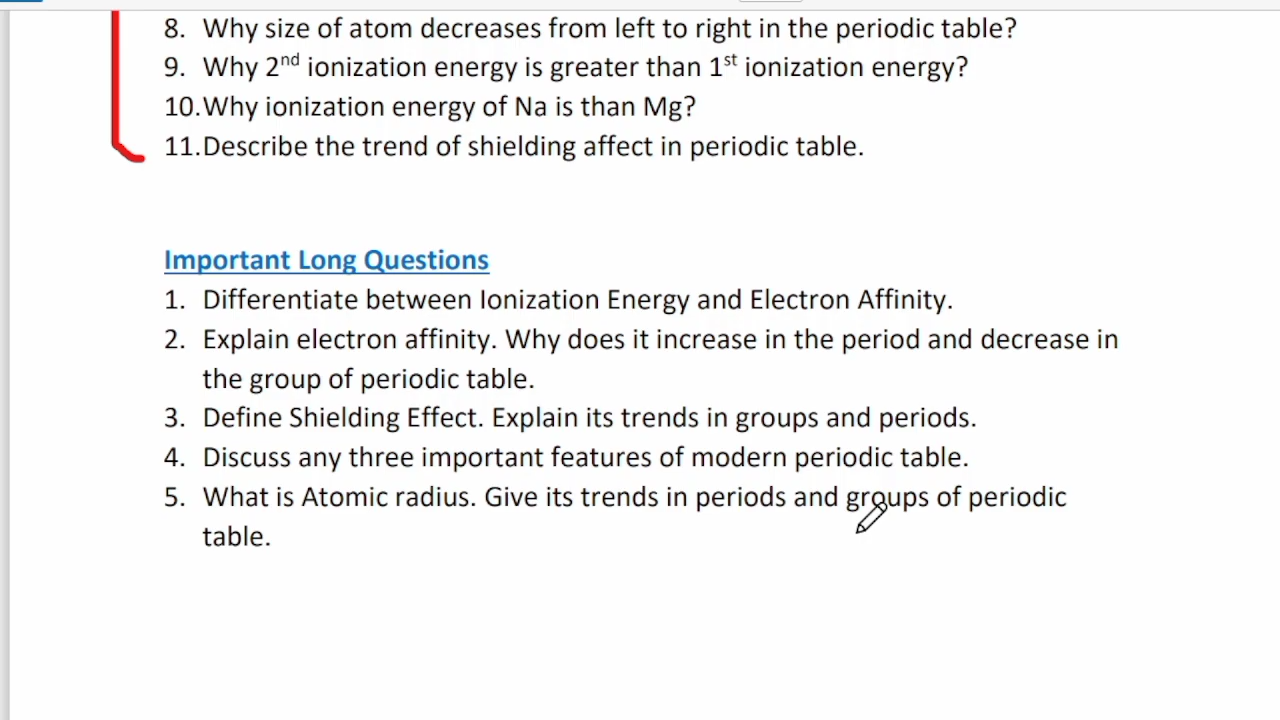 8. Why size of atom decreases from left to right in the periodic table?
9. Why 2nd ionization energy is greater than 1st ionization energy?
10.Why ionization energy of Na is than Mg?
11.Describe the trend of shielding affect in periodic table.
Important Long Questions
1. Differentiate between Ionization Energy and Electron Affinity.
2. Explain electron affinity. Why does it increase in the period and decrease in
the group of periodic table.
3. Define Shielding Effect. Explain its trends in groups and periods.
4. Discuss any three important features of modern periodic table.
5. What is Atomic radius. Give its trends in periods and groups of periodic
table.